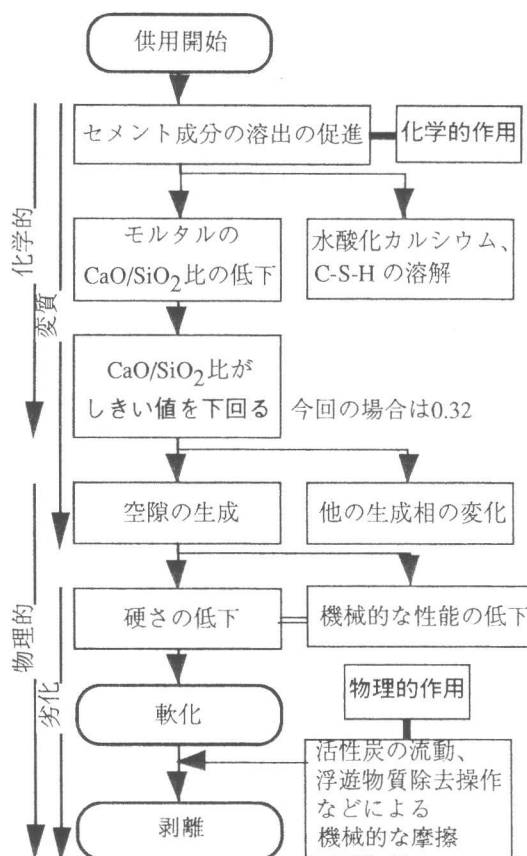 供用開始
セメント成分の溶出の促進
化学的作用
モルタルの
CaO/SiO2比の低下
水酸化カルシウム、
C-S-Hの溶解
化学的
変質
CaO/SiO2比が
しきい値を下回る
今回の場合は0.32
空隙の生成
他の生成相の変化
物理的
劣化
硬さの低下
機械的な性能の低下
軟化
物理的作用
活性炭の流動、
浮遊物質除去操作
などによる
機械的な摩擦
剥離